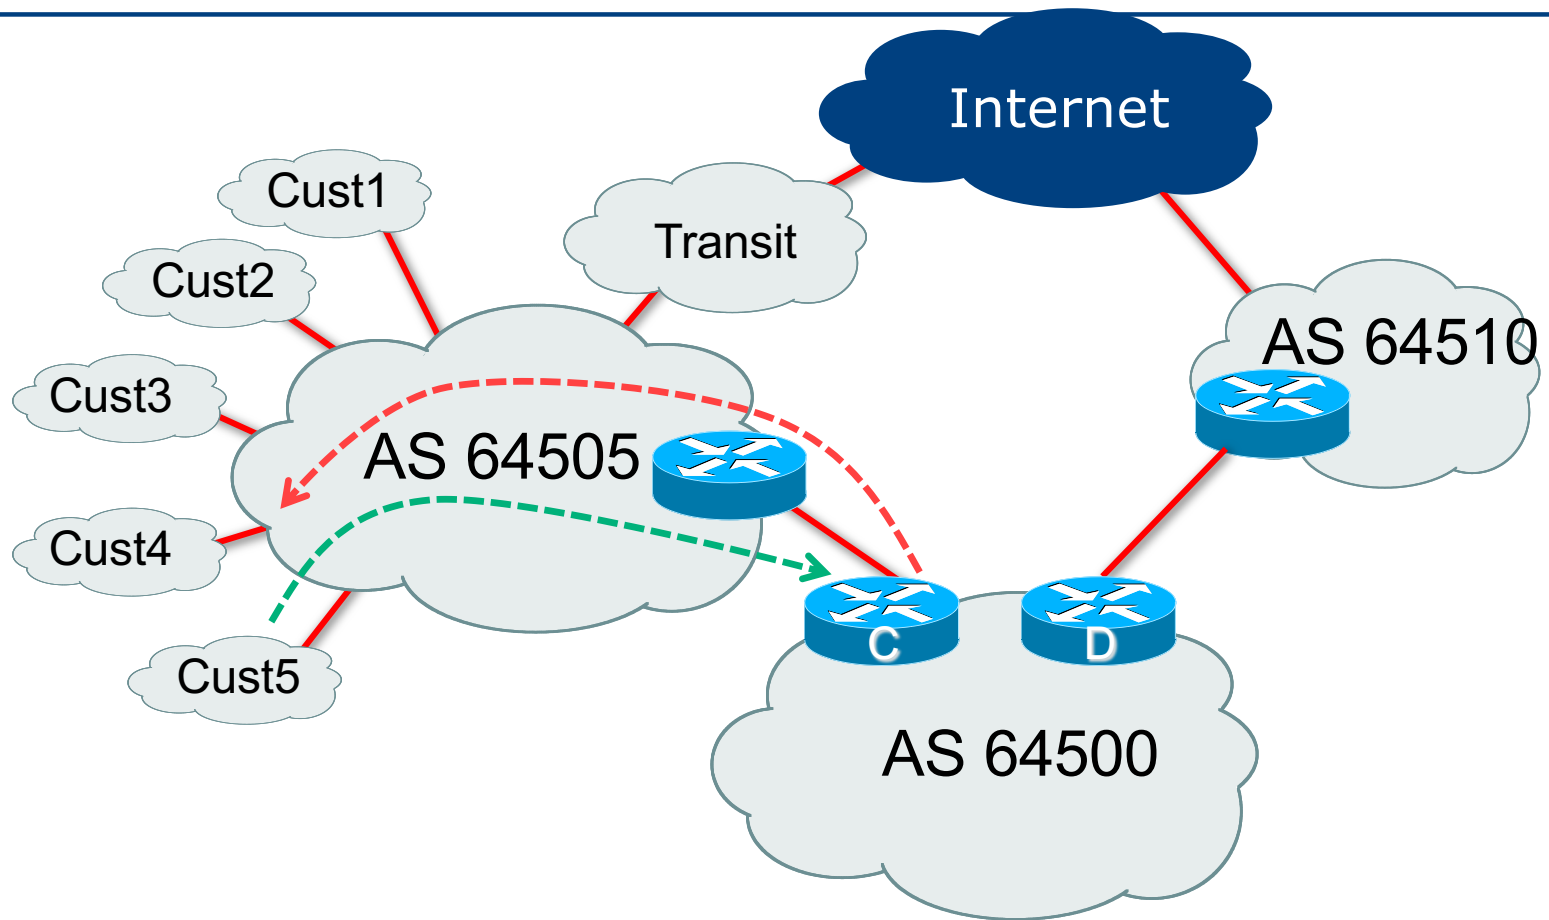 Internet
Cust1
Transit
Cust2
AS 64510
Cust3
AS 64505
Cust4
C
D
Cust5
AS 64500